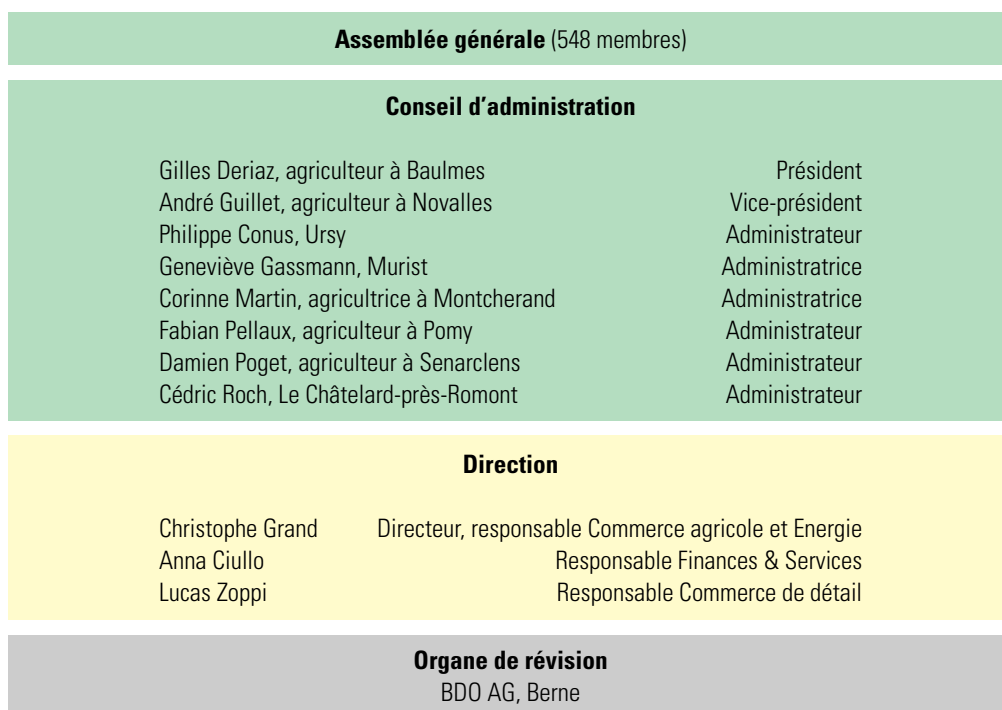 Assemblée générale (548 membres)
Conseil d’administration
Gilles Deriaz, agriculteur à Baulmes Président
André Guillet, agriculteur à Novalles Vice-président
Philippe Conus, Ursy Administrateur
Geneviève Gassmann, Murist Administratrice
Corinne Martin, agricultrice à Montcherand Administratrice
Fabian Pellaux, agriculteur à Pomy Administrateur
Damien Poget, agriculteur à Senarclens Administrateur
Cédric Roch, Le Châtelard-près-Romont Administrateur
Direction
Christophe Grand Directeur, responsable Commerce agricole et Energie
Anna Ciullo Responsable Finances & Services
Lucas Zoppi Responsable Commerce de détail
Organe de révision
BDO AG, Berne